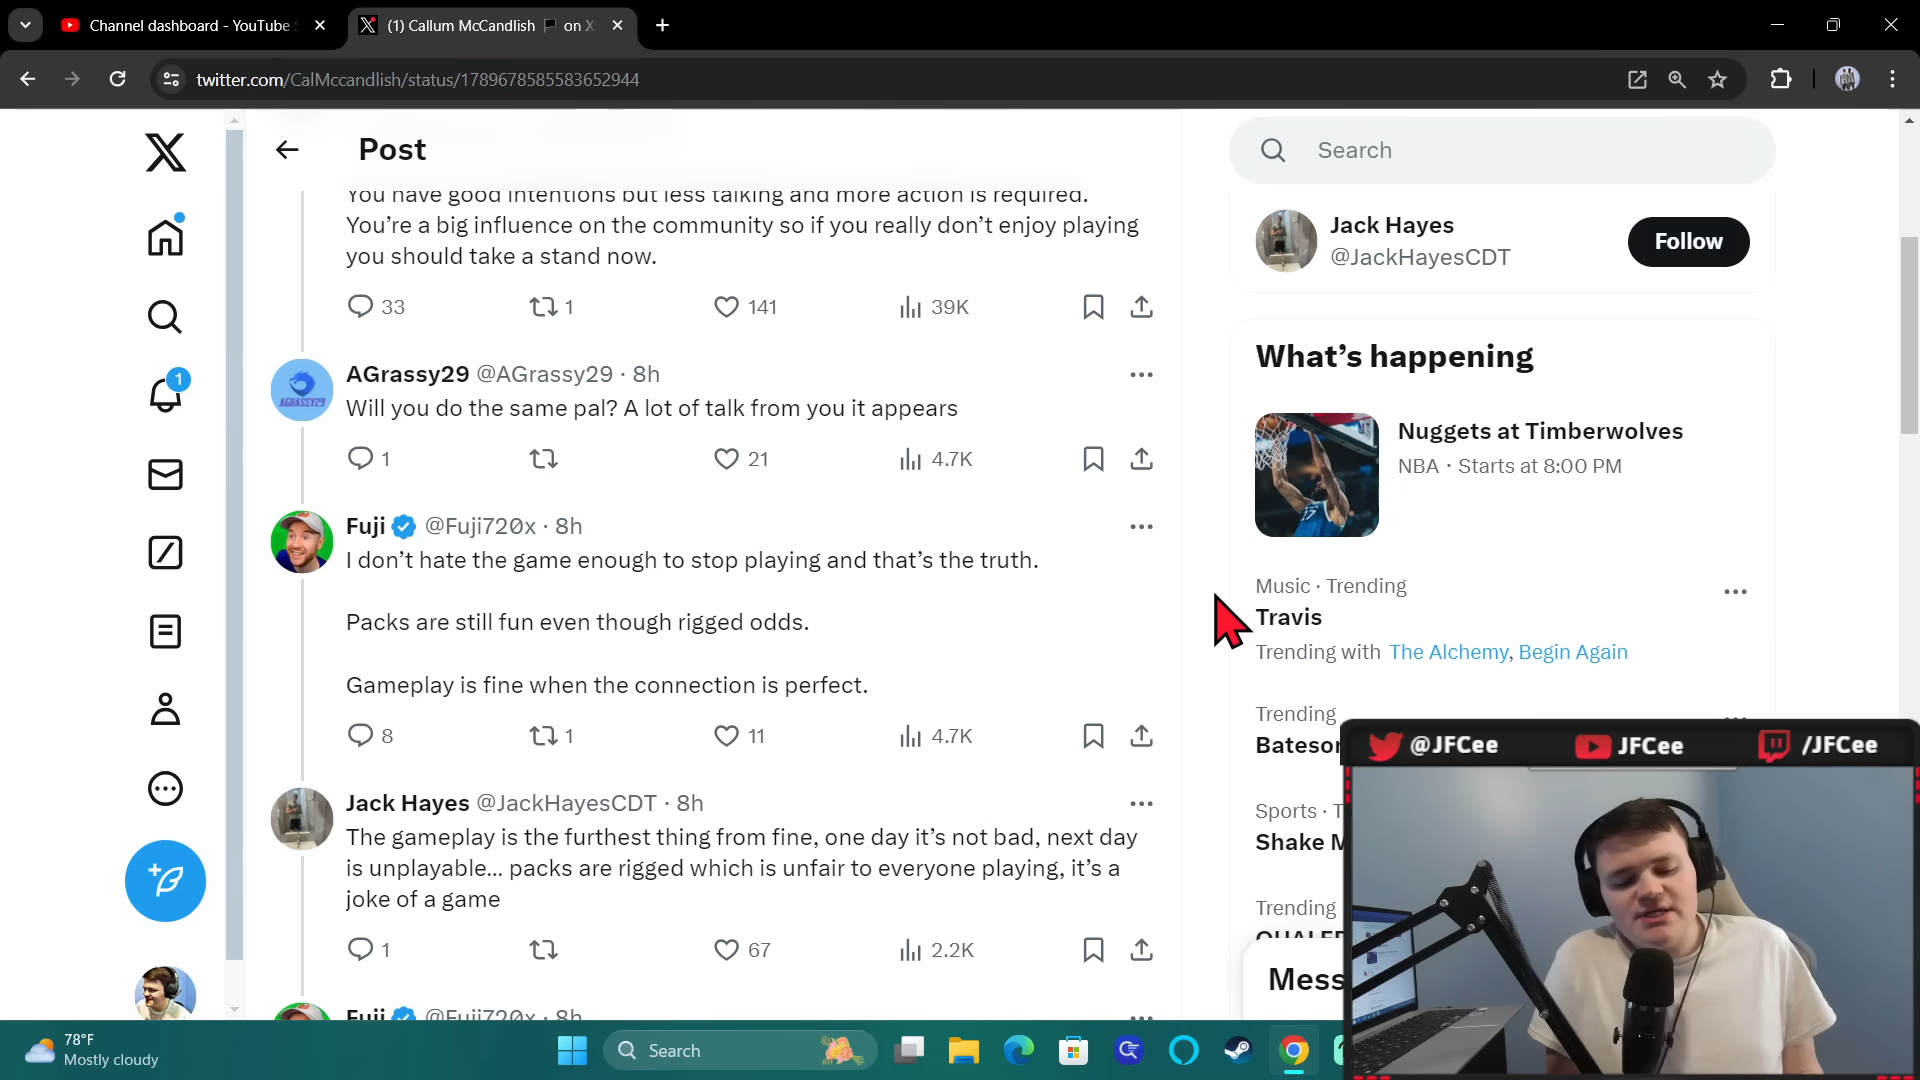 Channel dashboard - YouTube
(1) Callum McCandlish on X
twitter.com/CalMccandlish/status/1789678585583652944
Post
Search
You have good intentions but less talking and more action is required.
You’re a big influence on the community so if you really don’t enjoy playing
you should take a stand now.
33 1 141 39K
Jack Hayes
@JackHayesCDT
Follow
1
AGrassy29 @AGrassy29 · 8h
Will you do the same pal? A lot of talk from you it appears
1 21 4.7K
AGRASSY29
Fuji @Fuji720x · 8h
I don’t hate the game enough to stop playing and that’s the truth.
Packs are still fun even though rigged odds.
Gameplay is fine when the connection is perfect.
8 1 11 4.7K
Jack Hayes @JackHayesCDT · 8h
The gameplay is the furthest thing from fine, one day it’s not bad, next day
is unplayable... packs are rigged which is unfair to everyone playing, it’s a
joke of a game
1 67 2.2K
Fuji @Fuji720x · 8h
What’s happening
Nuggets at Timberwolves
NBA · Starts at 8:00 PM
Music · Trending
Travis
Trending with The Alchemy, Begin Again
Trending
Bateson
Sports · T
Shake M
Trending
Mess
@JFCee JFCee /JFCee
78°F
Mostly cloudy
Search